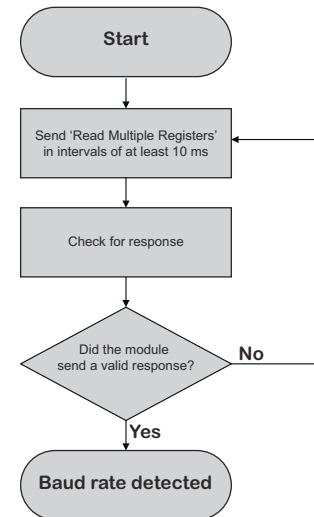 Start
Send ‘Read Multiple Registers’
in intervals of at least 10 ms
Check for response
Did the module
send a valid response?
No
Yes
Baud rate detected